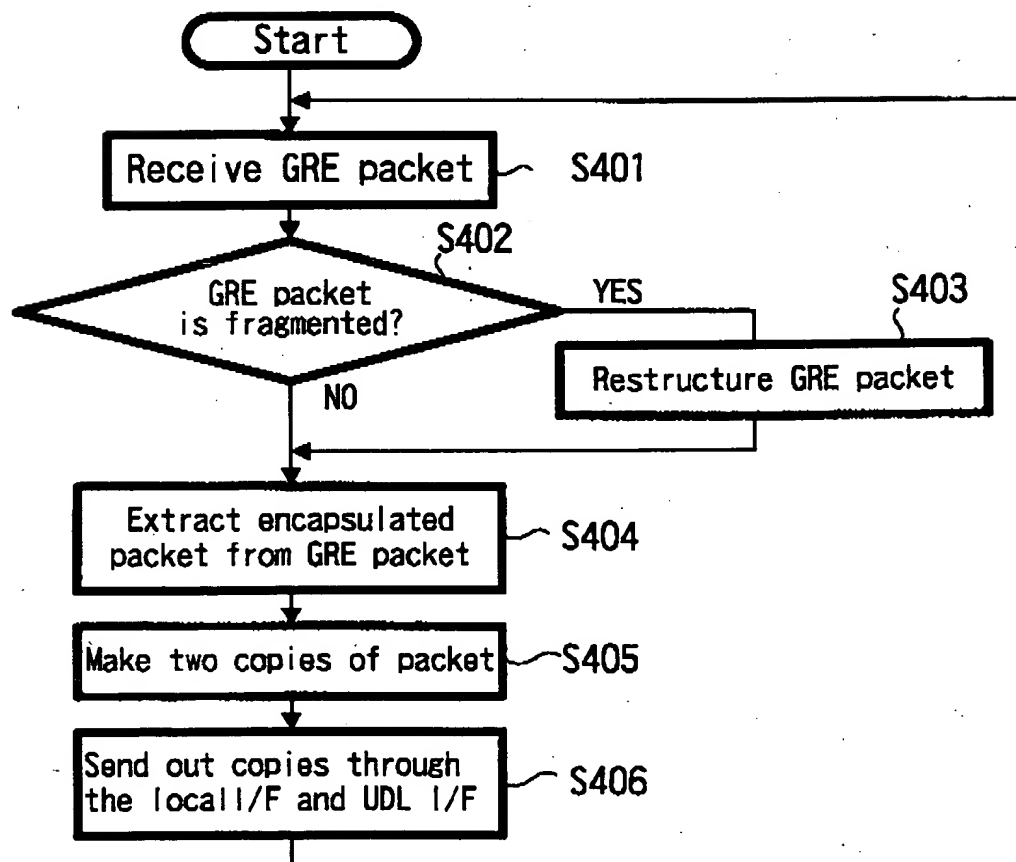 Start
Receive GRE packet
S401
S402
GRE packet
is fragmented?
YES
S403
Restructure GRE packet
NO
Extract encapsulated
packet from GRE packet
S404
Make two copies of packet
S405
Send out copies through
the local I/F and UDL I/F
S406